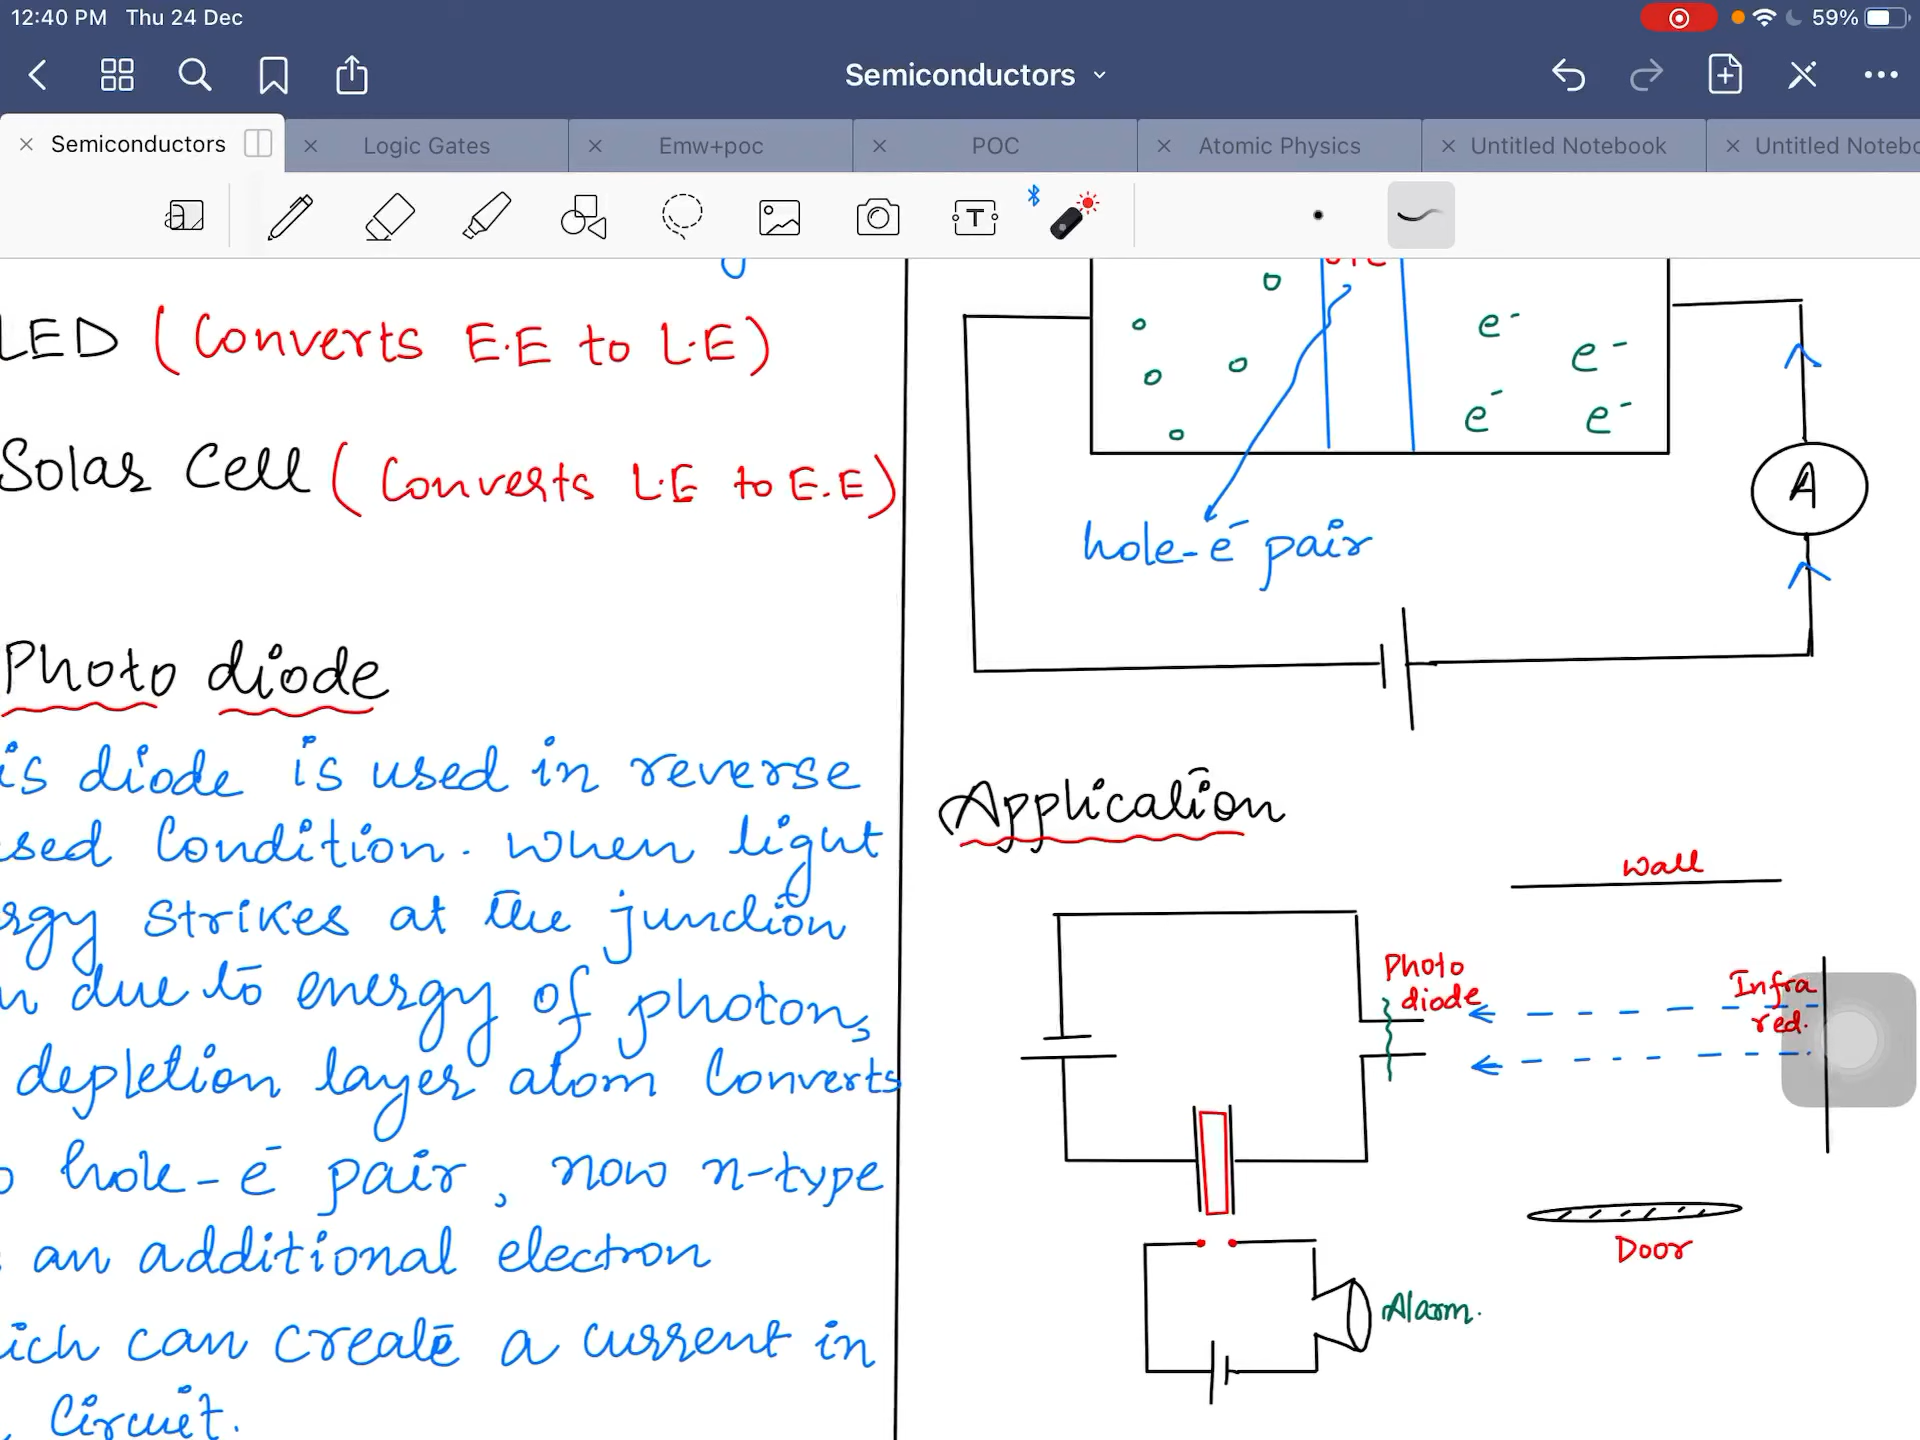 12:40 PM Thu 24 Dec
59%
Semiconductors
Semiconductors
Logic Gates
Emw+poc
POC
Atomic Physics
Untitled Notebook
Untitled Notebo
LED (Converts E.E to L.E)
Solar Cell (Converts L.E to E.E)
Photo diode
is diode is used in reverse
sed Condition. When light
rgy strikes at the junction
n due to energy of photon,
depletion layer atom Converts
o hole-e⁻ pair, now n-type
an additional electron
ich can create a current in
Circuit.
e⁻
e⁻
e⁻ e⁻
A
hole-e⁻ pair
Application
Wall
Photo
diode
Infra
red.
Door
Alarm.